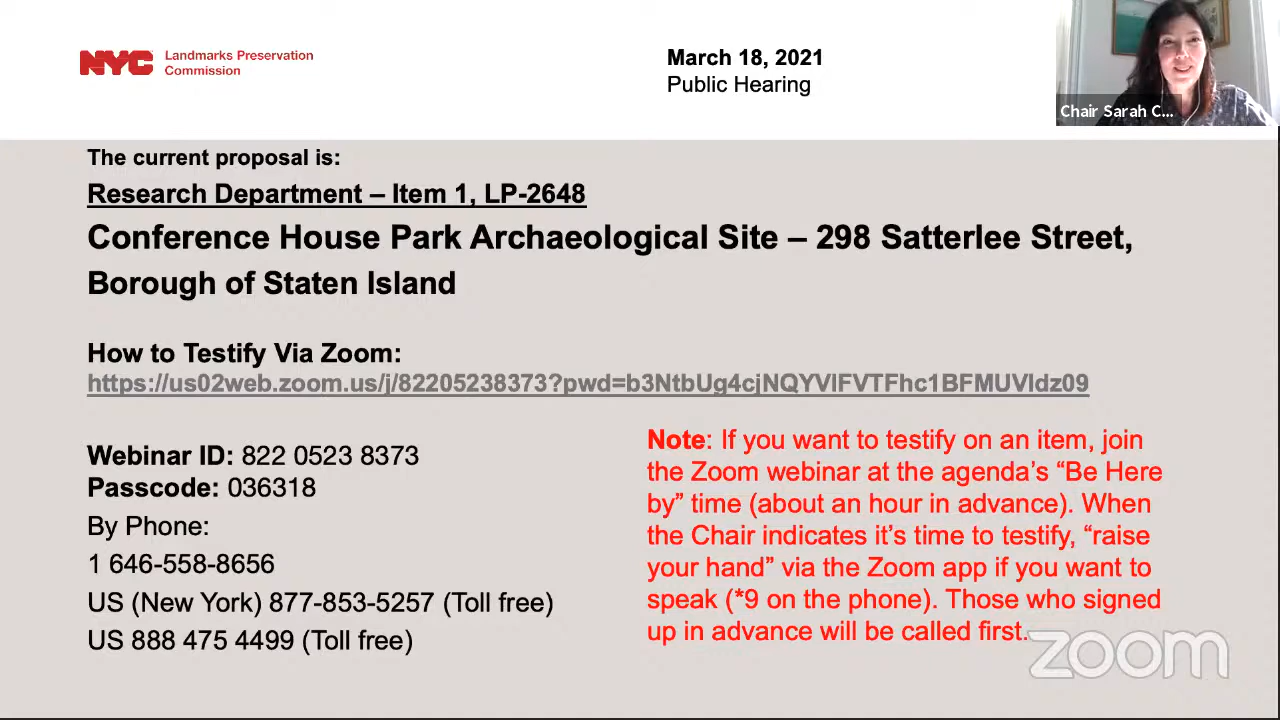 NYC Landmarks Preservation
Commission
March 18, 2021
Public Hearing
Chair Sarah C...
The current proposal is:
Research Department – Item 1, LP-2648
Conference House Park Archaeological Site – 298 Satterlee Street,
Borough of Staten Island
How to Testify Via Zoom:
https://us02web.zoom.us/j/82205238373?pwd=b3NtbUg4cjNQYVlFVTFhc1BFMUVldz09
Webinar ID: 822 0523 8373
Passcode: 036318
By Phone:
1 646-558-8656
US (New York) 877-853-5257 (Toll free)
US 888 475 4499 (Toll free)
Note: If you want to testify on an item, join
the Zoom webinar at the agenda’s “Be Here
by” time (about an hour in advance). When
the Chair indicates it’s time to testify, “raise
your hand” via the Zoom app if you want to
speak (*9 on the phone). Those who signed
up in advance will be called first.
zoom